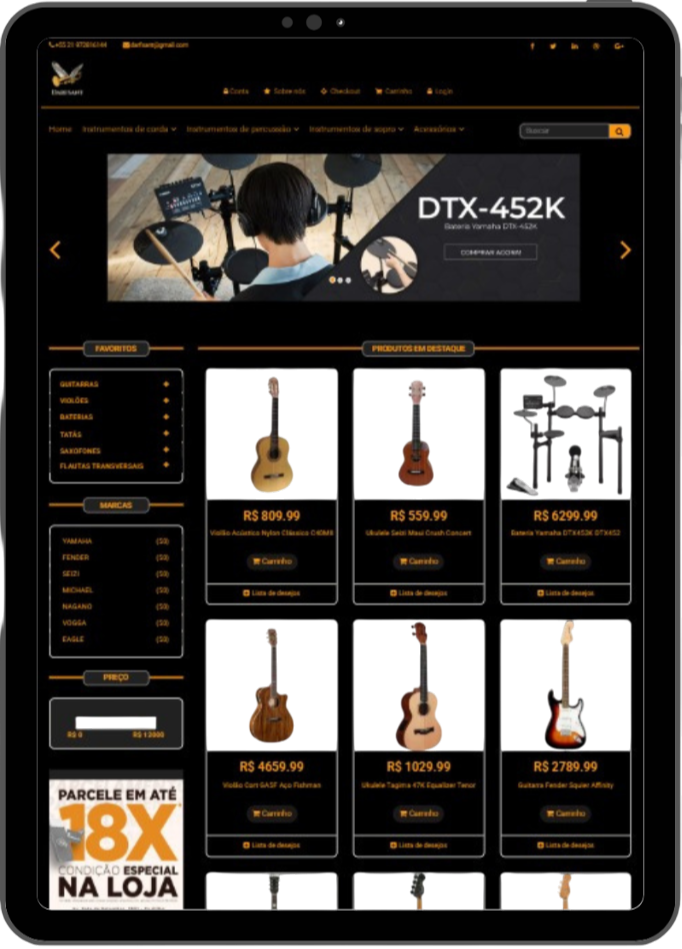 +55 31 972616144 darfsam@gmail.com
Conta Sobre nós Checkout Carrinho Login
Home Instrumentos de corda Instrumentos de percussão Instrumentos de sopro Acessórios Buscar
DTX-452K
Bateria Yamaha DTX-452K
COMPRAR AGORA!
FAVORITOS
GUITARRAS +
VIOLÕES +
BATERIAS +
TATÁS +
SAXOFONES +
FLAUTAS TRANSVERSAIS +
MARCAS
YAMAHA (50)
FENDER (50)
SEIZI (50)
MICHAEL (50)
NAGANO (50)
VOGGA (50)
EAGLE (50)
PREÇO
R$ 0 R$ 12000
PARCELE EM ATÉ
18X
CONDIÇÃO ESPECIAL
NA LOJA
PRODUTOS EM DESTAQUE
R$ 809.99 R$ 559.99 R$ 6299.99
Violão Acústico Nylon Clássico C40MII Ukulele Seizi Maui Crush Concert Bateria Yamaha DTX452K DTX452
Carrinho Carrinho Carrinho
Lista de desejos Lista de desejos Lista de desejos
R$ 4659.99 R$ 1029.99 R$ 2789.99
Violão Cort GA5F Aço Fishman Ukulele Tagima 47K Equalizer Tenor Guitarra Fender Squier Affinity
Carrinho Carrinho Carrinho
Lista de desejos Lista de desejos Lista de desejos